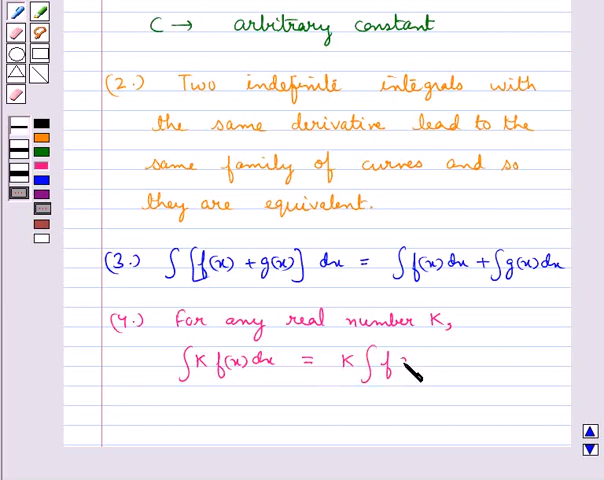 C → arbitrary constant
(2.) Two indefinite integrals with
the same derivative lead to the
same family of curves and so
they are equivalent.
(3.) ∫ [f(x) + g(x)] dx = ∫f(x)dx + ∫g(x)dx
(4.) For any real number K,
∫K f(x)dx = K ∫f